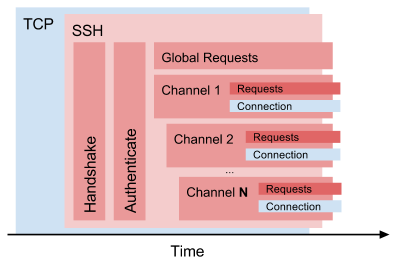 TCP
SSH
Handshake
Authenticate
Global Requests
Channel 1
Requests
Connection
Channel 2
Requests
Connection
...
Channel N
Requests
Connection
Time